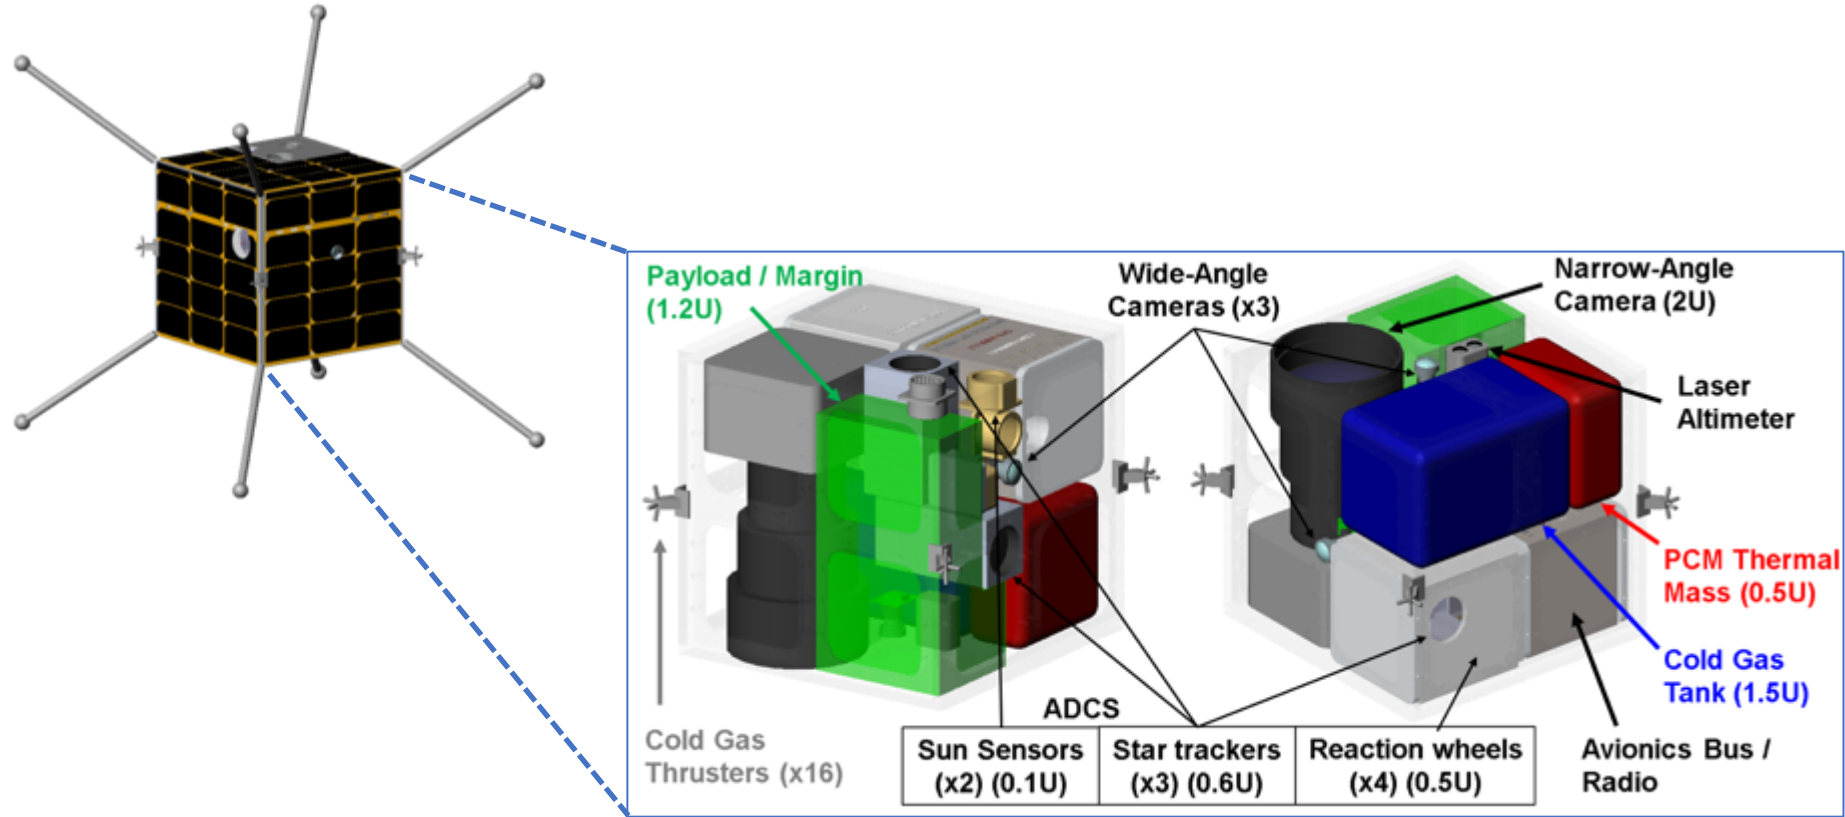 Payload / Margin
(1.2U)
Wide-Angle
Cameras (x3)
Narrow-Angle
Camera (2U)
Laser
Altimeter
PCM Thermal
Mass (0.5U)
Cold Gas
Tank (1.5U)
Cold Gas
Thrusters (x16)
ADCS
Sun Sensors
(x2) (0.1U)
Star trackers
(x3) (0.6U)
Reaction wheels
(x4) (0.5U)
Avionics Bus /
Radio